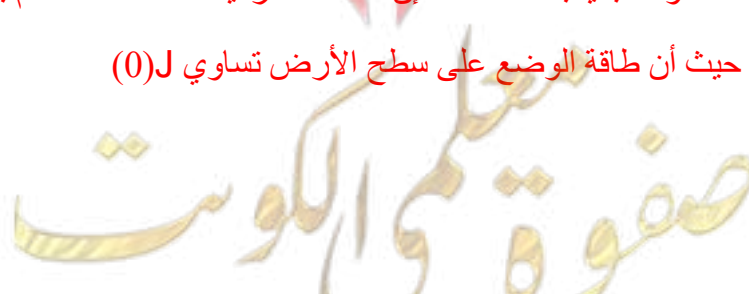 حيث أن طاقة الوضع على سطح الأرض تساوي J(0)
صفوة معلمي الكويت